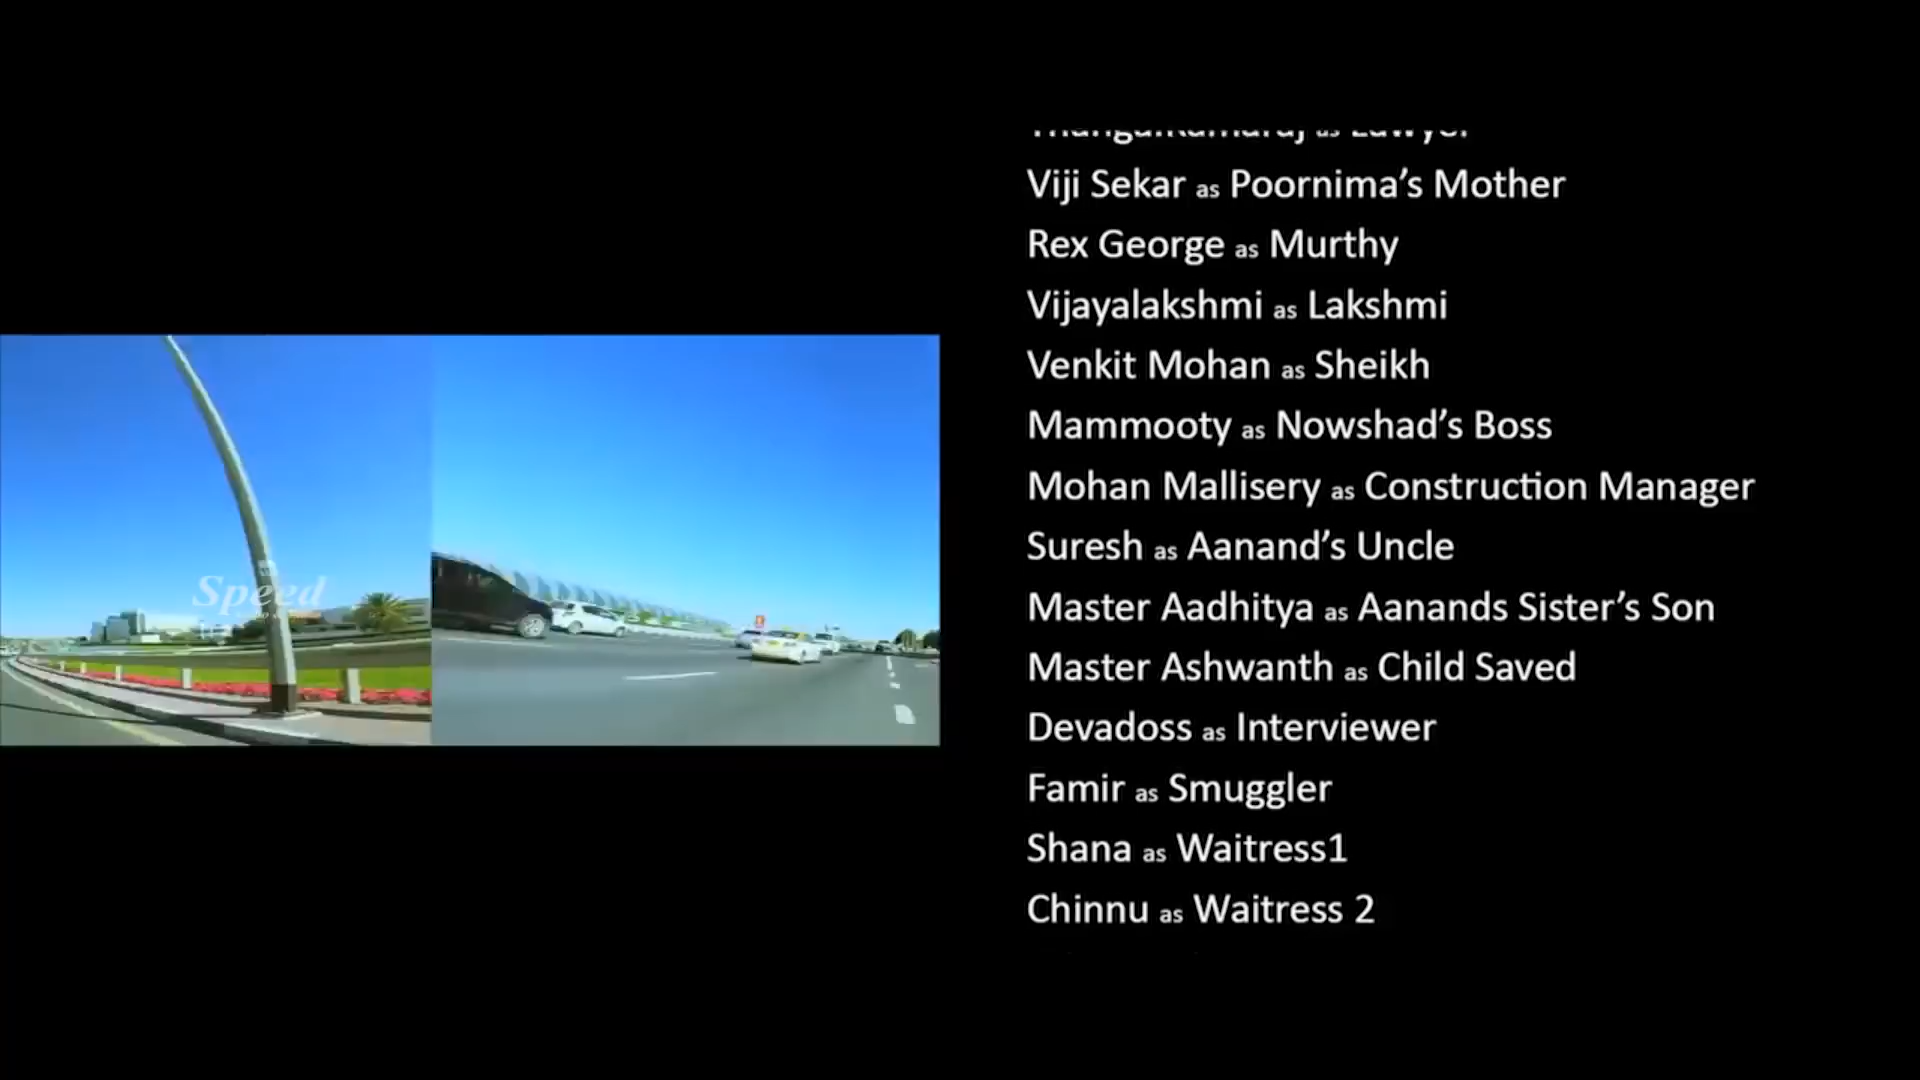 Viji Sekar as Poornima's Mother
Rex George as Murthy
Vijayalakshmi as Lakshmi
Venkit Mohan as Sheikh
Mammooty as Nowshad's Boss
Mohan Mallisery as Construction Manager
Suresh as Aanand's Uncle
Master Aadhitya as Aanands Sister's Son
Master Ashwanth as Child Saved
Devadoss as Interviewer
Famir as Smuggler
Shana as Waitress1
Chinnu as Waitress 2
Speed